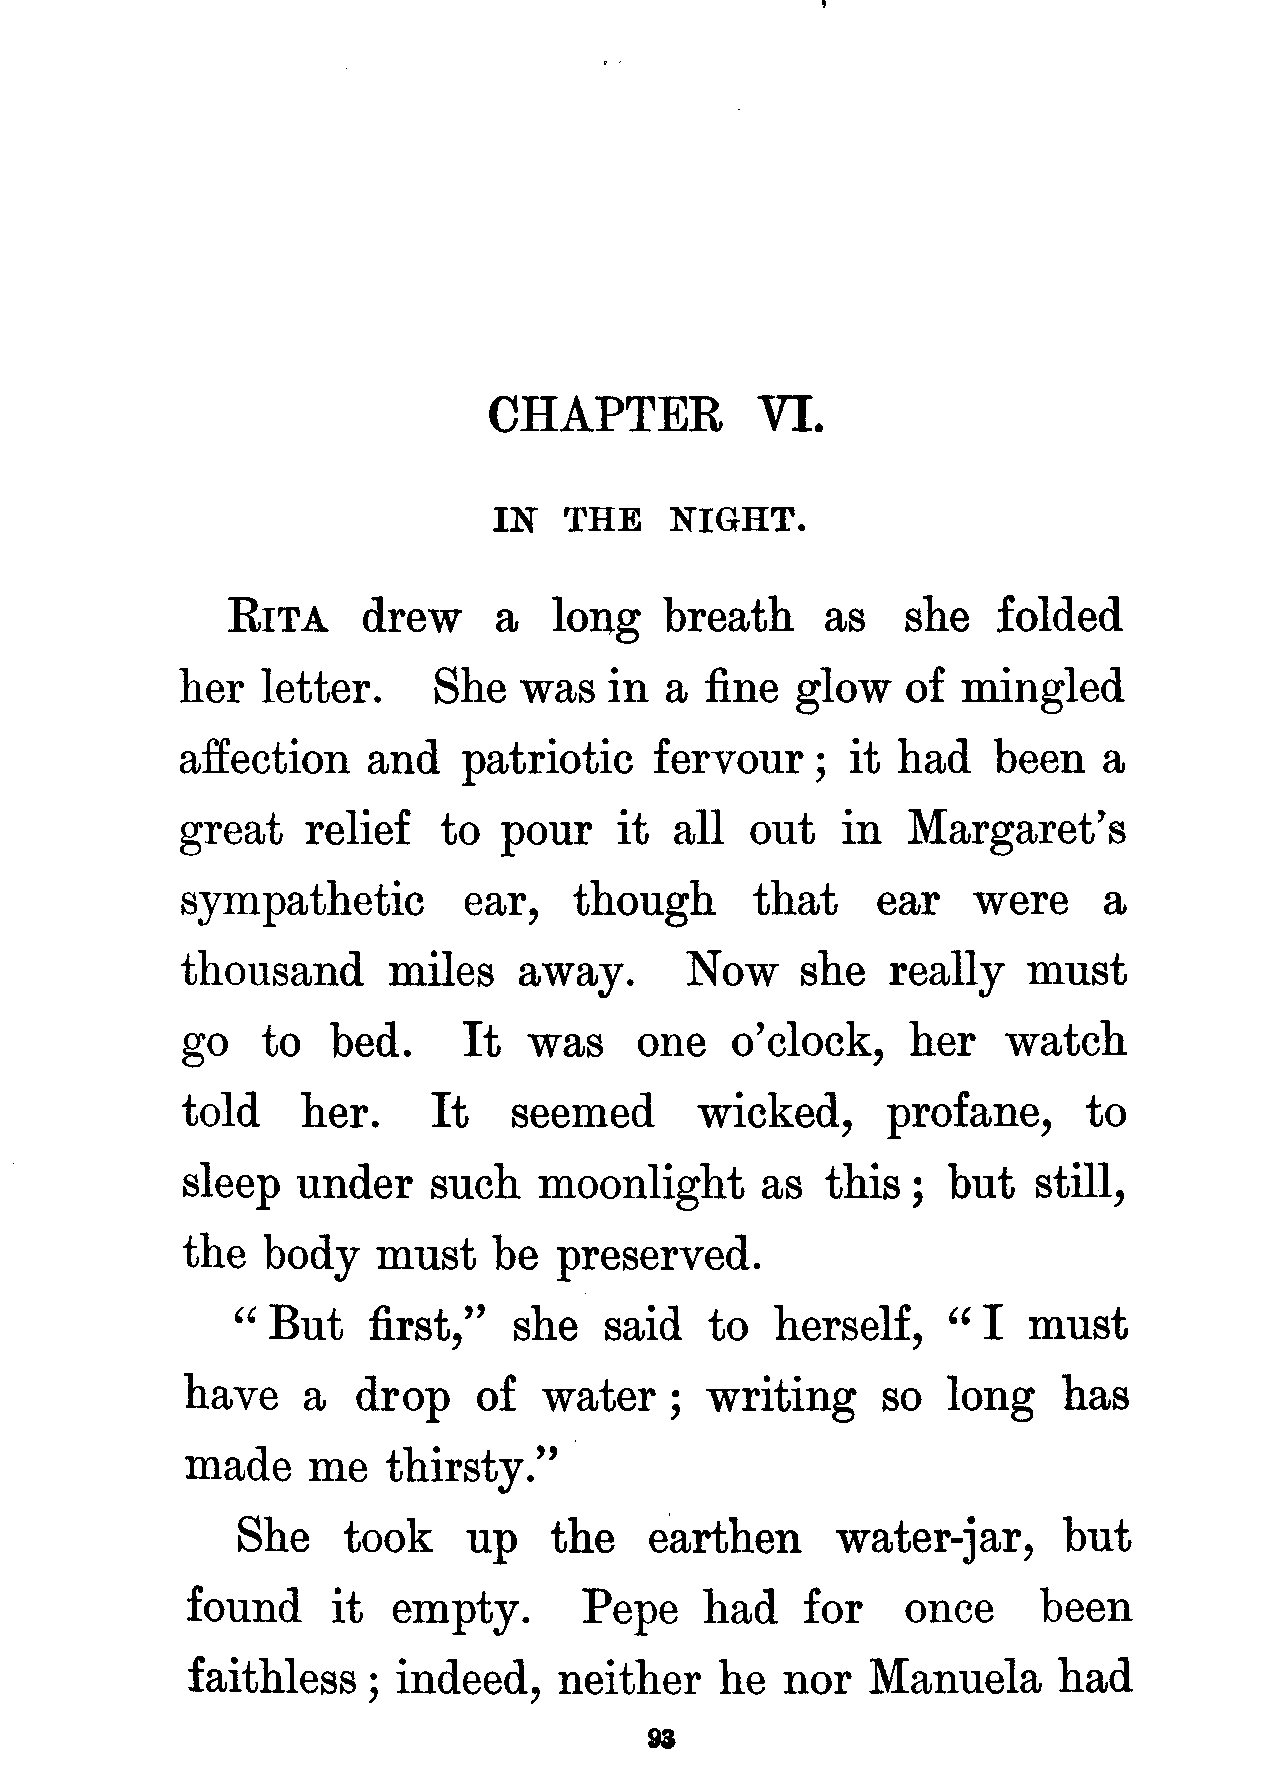 CHAPTER VI.
IN THE NIGHT.
RITA drew a long breath as she folded
her letter. She was in a fine glow of mingled
affection and patriotic fervour; it had been a
great relief to pour it all out in Margaret's
sympathetic ear, though that ear were a
thousand miles away. Now she really must
go to bed. It was one o'clock, her watch
told her. It seemed wicked, profane, to
sleep under such moonlight as this; but still,
the body must be preserved.
"But first," she said to herself, "I must
have a drop of water; writing so long has
made me thirsty."
She took up the earthen water-jar, but
found it empty. Pepe had for once been
faithless; indeed, neither he nor Manuela had
93